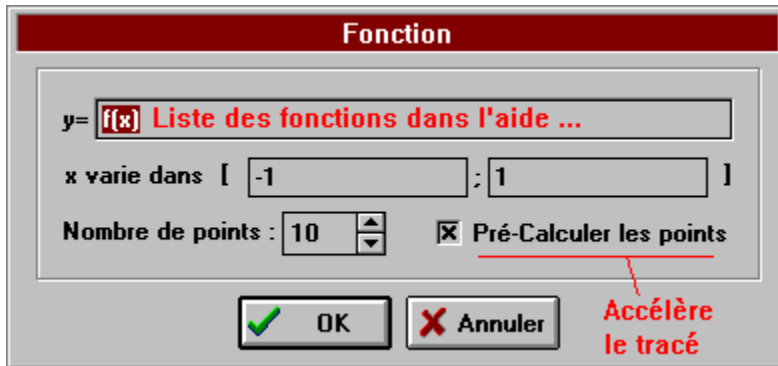 Fonction
y= f(x) Liste des fonctions dans l'aide ...
x varie dans [ -1 ; 1 ]
Nombre de points : 10 Pré-Calculer les points
OK Annuler Accélère
le tracé